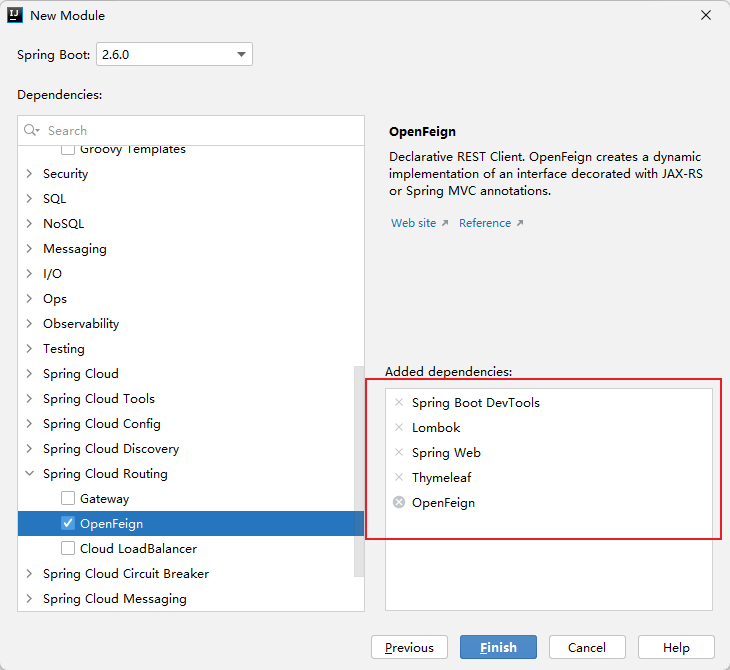 New Module
Spring Boot: 2.6.0
Dependencies:
Search
Groovy Templates
Security
SQL
NoSQL
Messaging
I/O
Ops
Observability
Testing
Spring Cloud
Spring Cloud Tools
Spring Cloud Config
Spring Cloud Discovery
Spring Cloud Routing
Gateway
OpenFeign
Cloud LoadBalancer
Spring Cloud Circuit Breaker
Spring Cloud Messaging
OpenFeign
Declarative REST Client. OpenFeign creates a dynamic
implementation of an interface decorated with JAX-RS
or Spring MVC annotations.
Web site Reference
Added dependencies:
Spring Boot DevTools
Lombok
Spring Web
Thymeleaf
OpenFeign
Previous Finish Cancel Help